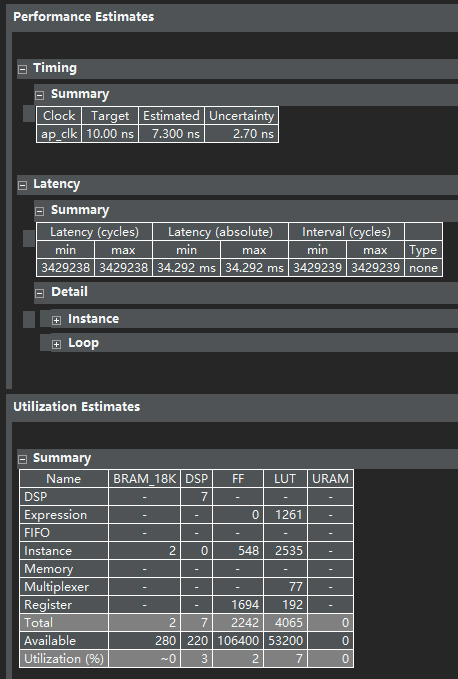 Performance Estimates
Timing
Summary
Clock Target Estimated Uncertainty
ap_clk 10.00 ns 7.300 ns 2.70 ns
Latency
Summary
Latency (cycles) Latency (absolute) Interval (cycles)
min max min max min max Type
3429238 3429238 34.292 ms 34.292 ms 3429239 3429239 none
Detail
Instance
Loop
Utilization Estimates
Summary
Name BRAM_18K DSP FF LUT URAM
DSP - 7 - - -
Expression - - 0 1261 -
FIFO - - - - -
Instance 2 0 548 2535 -
Memory - - - - -
Multiplexer - - - 77 -
Register - - 1694 192 -
Total 2 7 2242 4065 0
Available 280 220 106400 53200 0
Utilization (%) ~0 3 2 7 0